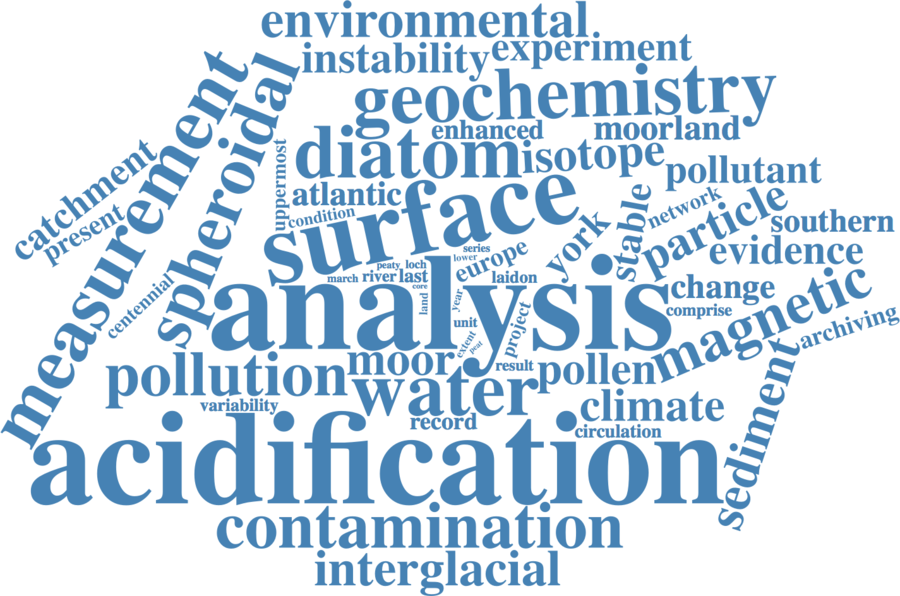 environmental
instability
experiment
measurement
spheroidal
geochemistry
enhanced
moorland
diatom
isotope
pollutant
catchment
present
uppermost
atlantic
condition
surface
stable
network
particle
southern
york
evidence
series
lower
europe
peaty
loch
march
river
last
laidon
core
centennial
analysis
land
year
change
comprise
unit
project
magnetic
archiving
extent
peat
result
pollution
moor
water
pollen
sediment
variability
record
climate
circulation
acidification
contamination
interglacial